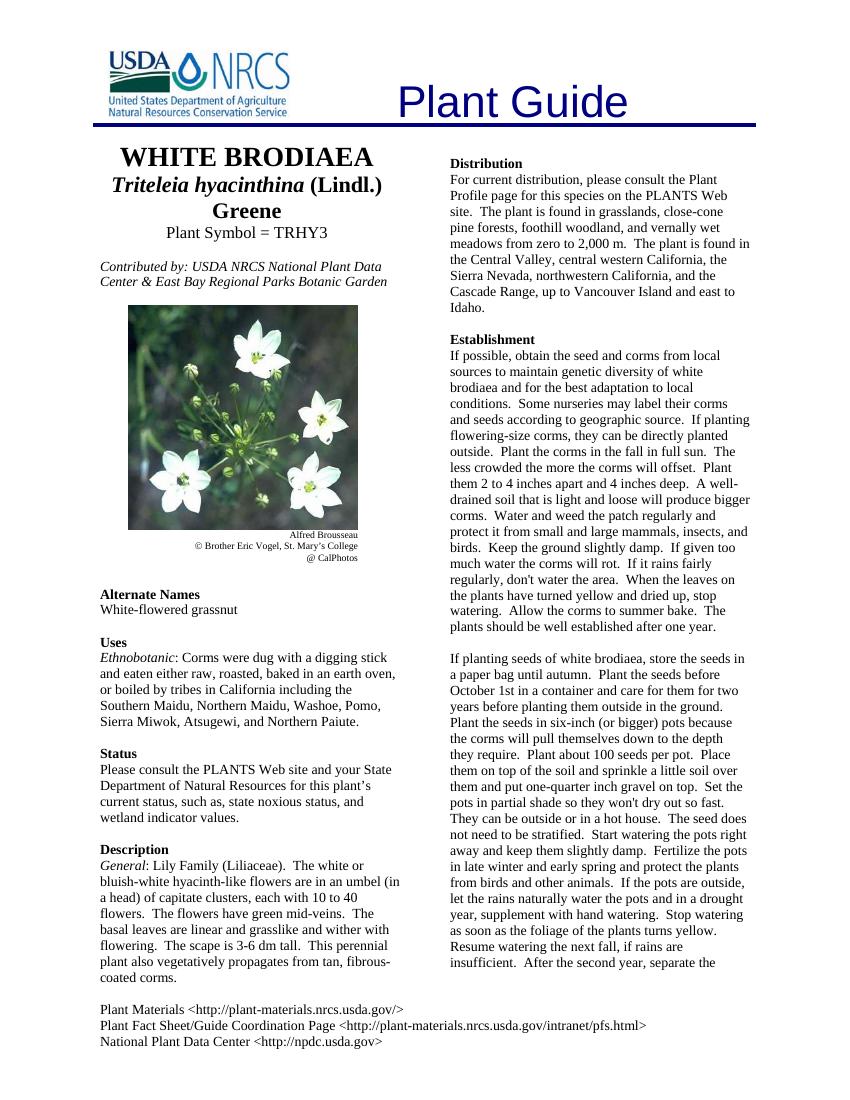 USDA NRCS
United States Department of Agriculture
Natural Resources Conservation Service
Plant Guide
WHITE BRODIAEA
Triteleia hyacinthina (Lindl.)
Greene
Plant Symbol = TRHY3
Contributed by: USDA NRCS National Plant Data
Center & East Bay Regional Parks Botanic Garden
Alfred Brousseau
© Brother Eric Vogel, St. Mary's College
@ CalPhotos
Alternate Names
White-flowered grassnut
Uses
Ethnobotanic: Corms were dug with a digging stick
and eaten either raw, roasted, baked in an earth oven,
or boiled by tribes in California including the
Southern Maidu, Northern Maidu, Washoe, Pomo,
Sierra Miwok, Atsugewi, and Northern Paiute.
Status
Please consult the PLANTS Web site and your State
Department of Natural Resources for this plant's
current status, such as, state noxious status, and
wetland indicator values.
Description
General: Lily Family (Liliaceae).  The white or
bluish-white hyacinth-like flowers are in an umbel (in
a head) of capitate clusters, each with 10 to 40
flowers.  The flowers have green mid-veins.  The
basal leaves are linear and grasslike and wither with
flowering.  The scape is 3-6 dm tall.  This perennial
plant also vegetatively propagates from tan, fibrous-
coated corms.
Distribution
For current distribution, please consult the Plant
Profile page for this species on the PLANTS Web
site.  The plant is found in grasslands, close-cone
pine forests, foothill woodland, and vernally wet
meadows from zero to 2,000 m.  The plant is found in
the Central Valley, central western California, the
Sierra Nevada, northwestern California, and the
Cascade Range, up to Vancouver Island and east to
Idaho.
Establishment
If possible, obtain the seed and corms from local
sources to maintain genetic diversity of white
brodiaea and for the best adaptation to local
conditions.  Some nurseries may label their corms
and seeds according to geographic source.  If planting
flowering-size corms, they can be directly planted
outside.  Plant the corms in the fall in full sun.  The
less crowded the more the corms will offset.  Plant
them 2 to 4 inches apart and 4 inches deep.  A well-
drained soil that is light and loose will produce bigger
corms.  Water and weed the patch regularly and
protect it from small and large mammals, insects, and
birds.  Keep the ground slightly damp.  If given too
much water the corms will rot.  If it rains fairly
regularly, don't water the area.  When the leaves on
the plants have turned yellow and dried up, stop
watering.  Allow the corms to summer bake.  The
plants should be well established after one year.
If planting seeds of white brodiaea, store the seeds in
a paper bag until autumn.  Plant the seeds before
October 1st in a container and care for them for two
years before planting them outside in the ground.
Plant the seeds in six-inch (or bigger) pots because
the corms will pull themselves down to the depth
they require.  Plant about 100 seeds per pot.  Place
them on top of the soil and sprinkle a little soil over
them and put one-quarter inch gravel on top.  Set the
pots in partial shade so they won't dry out so fast.
They can be outside or in a hot house.  The seed does
not need to be stratified.  Start watering the pots right
away and keep them slightly damp.  Fertilize the pots
in late winter and early spring and protect the plants
from birds and other animals.  If the pots are outside,
let the rains naturally water the pots and in a drought
year, supplement with hand watering.  Stop watering
as soon as the foliage of the plants turns yellow.
Resume watering the next fall, if rains are
insufficient.  After the second year, separate the
Plant Materials <http://plant-materials.nrcs.usda.gov/>
Plant Fact Sheet/Guide Coordination Page <http://plant-materials.nrcs.usda.gov/intranet/pfs.html>
National Plant Data Center <http://npdc.usda.gov>